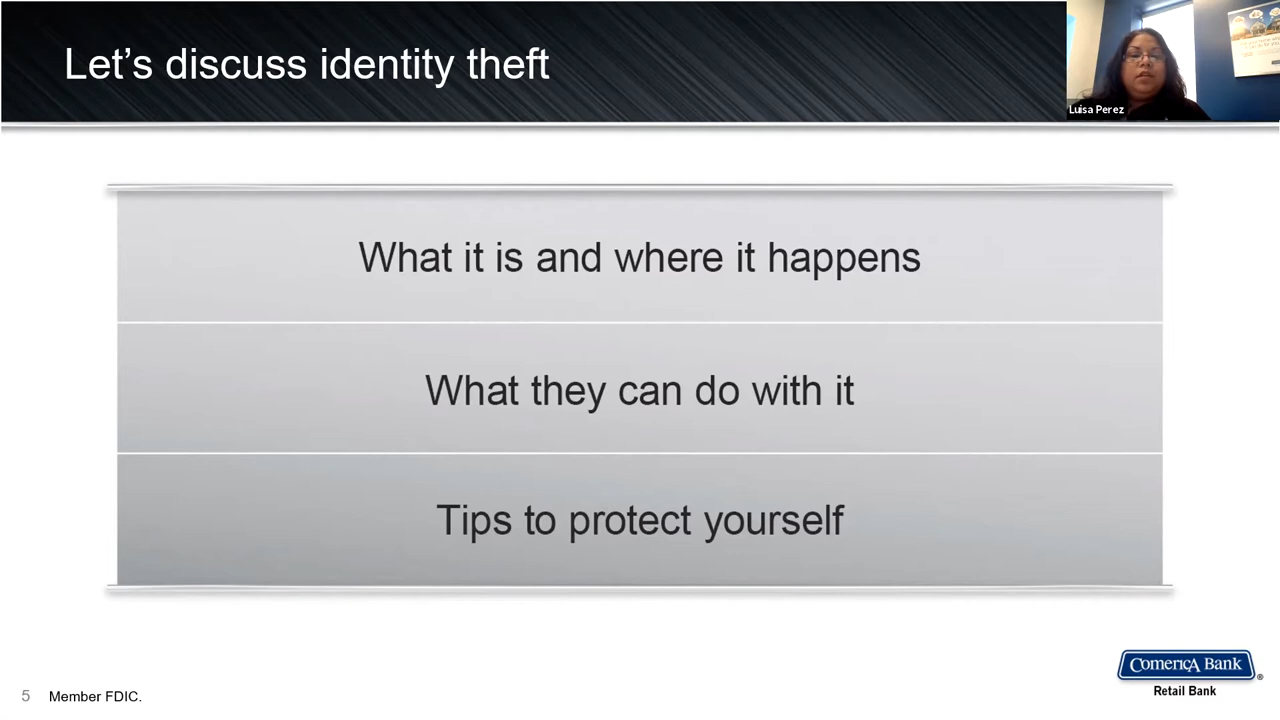 Let's discuss identity theft
Luisa Perez
What it is and where it happens
What they can do with it
Tips to protect yourself
Comerica Bank
®
Retail Bank
5 Member FDIC.